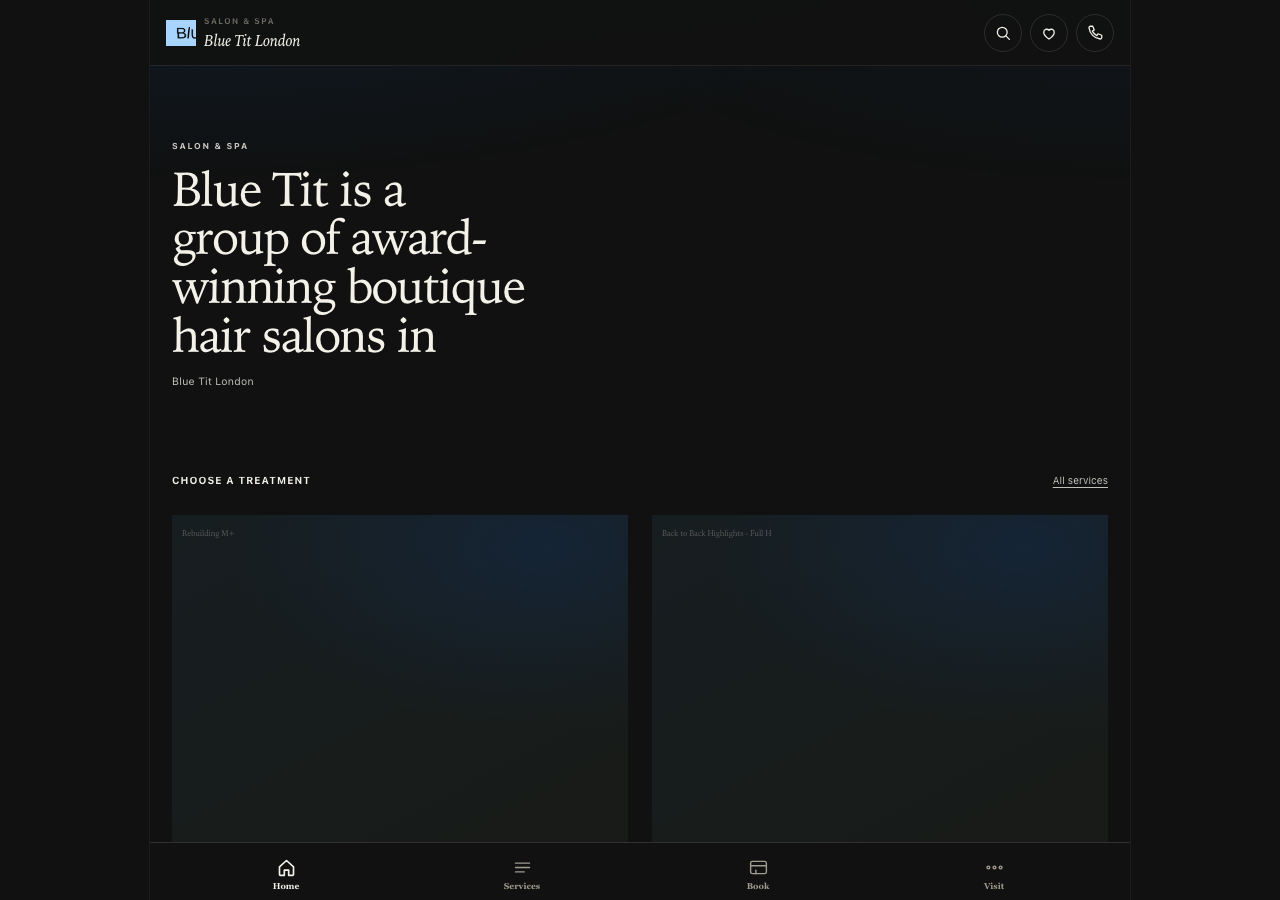 Blu
SALON & SPA
Blue Tit London
SALON & SPA
Blue Tit is a
group of award-
winning boutique
hair salons in
Blue Tit London
CHOOSE A TREATMENT
All services
Rebuilding M+
Back to Back Highlights - Full H
Home
Services
Book
Visit